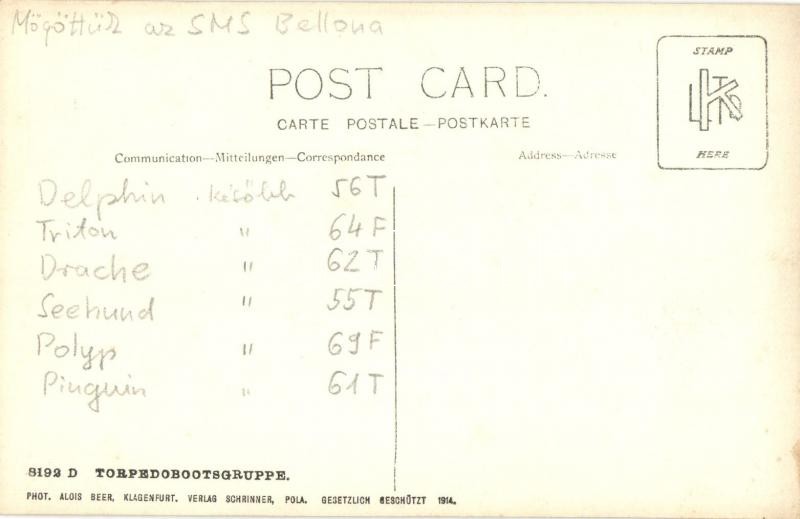 Mögöttük az SMS Bellona
POST CARD.
CARTE POSTALE—POSTKARTE
STAMP
HERE
Communication—Mitteilungen—Correspondance
Address—Adresse
Delphin később 56T
Triton " 64F
Drache " 62T
Seehund " 55T
Polyp " 69F
Pinguin " 61T
8192 D TORPEDOBOOTSGRUPPE.
PHOT. ALOIS BEER, KLAGENFURT. VERLAG SCHRINNER, POLA. GESETZLICH GESCHÜTZT 1914.